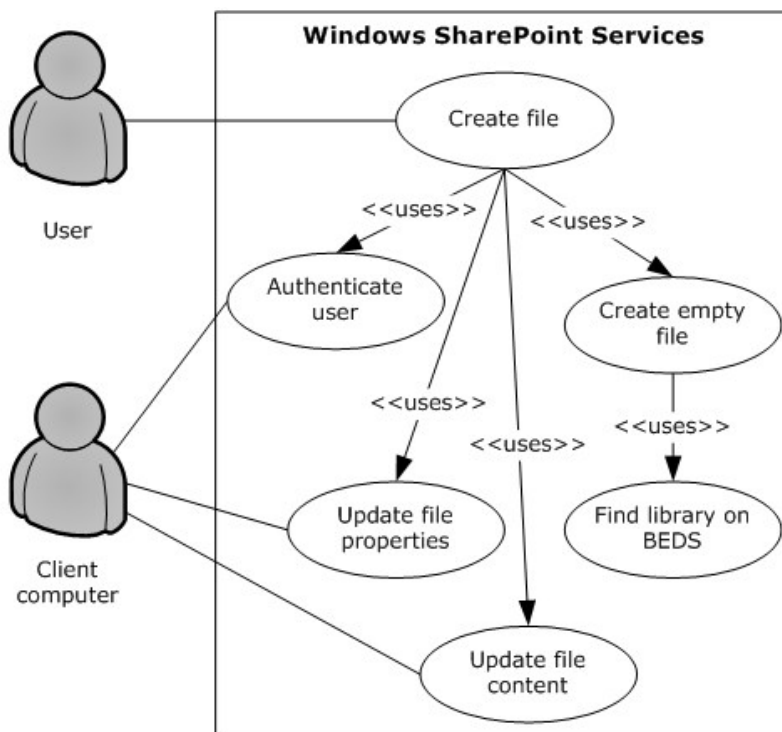 Windows SharePoint Services
Create file
User
<<uses>>
<<uses>>
Authenticate
user
Create empty
file
<<uses>>
<<uses>>
<<uses>>
Update file
properties
Find library on
BEDS
Client
computer
Update file
content